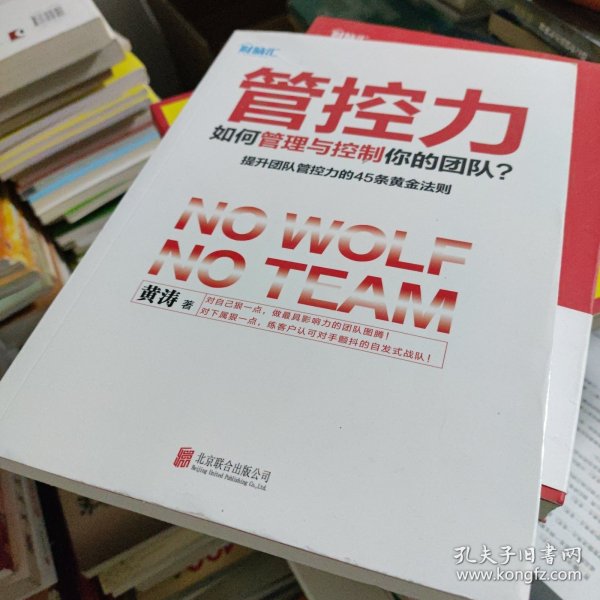 财脑汇
管控力
如何管理与控制你的团队？
提升团队管控力的45条黄金法则
NO WOLF
NO TEAM
黄涛 著
对自己狠一点，做最具影响力的团队图腾！
对下属狠一点，练客户认可对手颤抖的自发式战队！
北京联合出版公司
Beijing United Publishing Co.,Ltd.
孔夫子旧书网
www.kongfz.com